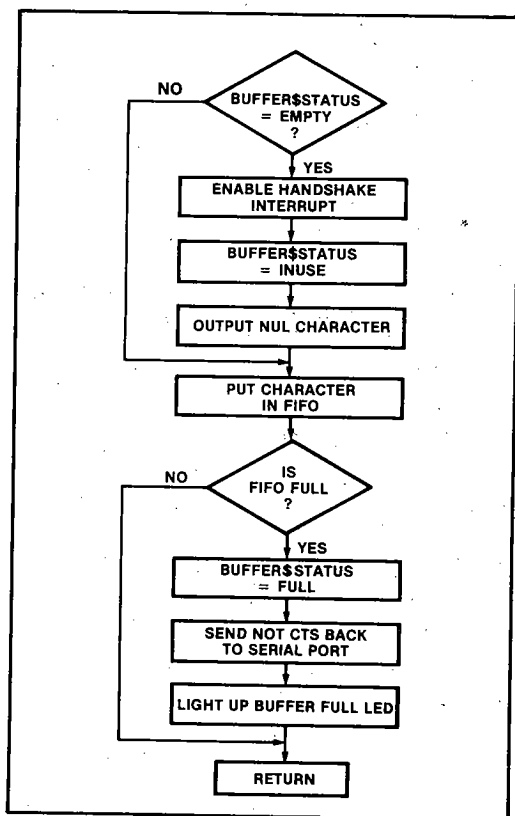 NO
BUFFER$STATUS
= EMPTY
?
YES
ENABLE HANDSHAKE
INTERRUPT
BUFFER$STATUS
= INUSE
OUTPUT NUL CHARACTER
PUT CHARACTER
IN FIFO
NO
IS
FIFO FULL
?
YES
BUFFER$STATUS
= FULL
SEND NOT CTS BACK
TO SERIAL PORT
LIGHT UP BUFFER FULL LED
RETURN